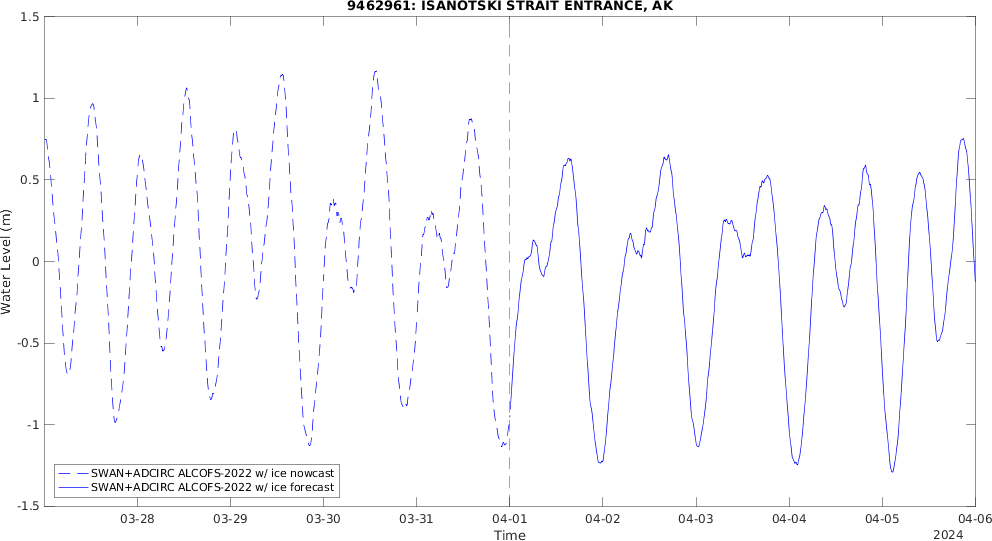 9462961: ISANOTSKI STRAIT ENTRANCE, AK
1.5
1
0.5
0
-0.5
-1
-1.5
Water Level (m)
SWAN+ADCIRC ALCOFS-2022 w/ ice nowcast
SWAN+ADCIRC ALCOFS-2022 w/ ice forecast
03-28 03-29 03-30 03-31 04-01 04-02 04-03 04-04 04-05 04-06
Time
2024